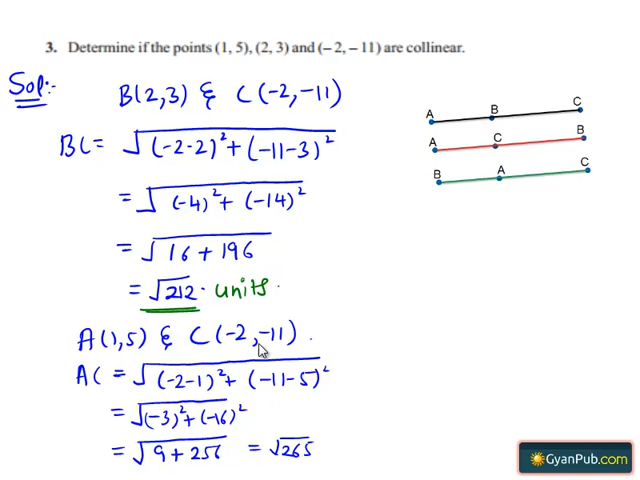 3. Determine if the points (1, 5), (2, 3) and (– 2, – 11) are collinear.
Sol:-
B(2,3) & C(-2,-11)
BC = √(-2-2)²+(-11-3)²
= √(-4)²+(-14)²
= √16+196
= √212 · units.
A(1,5) & C(-2,-11).
AC = √(-2-1)²+(-11-5)²
= √(-3)²+(-16)²
= √9+256 = √265
A B C
A C B
B A C
GyanPub.com